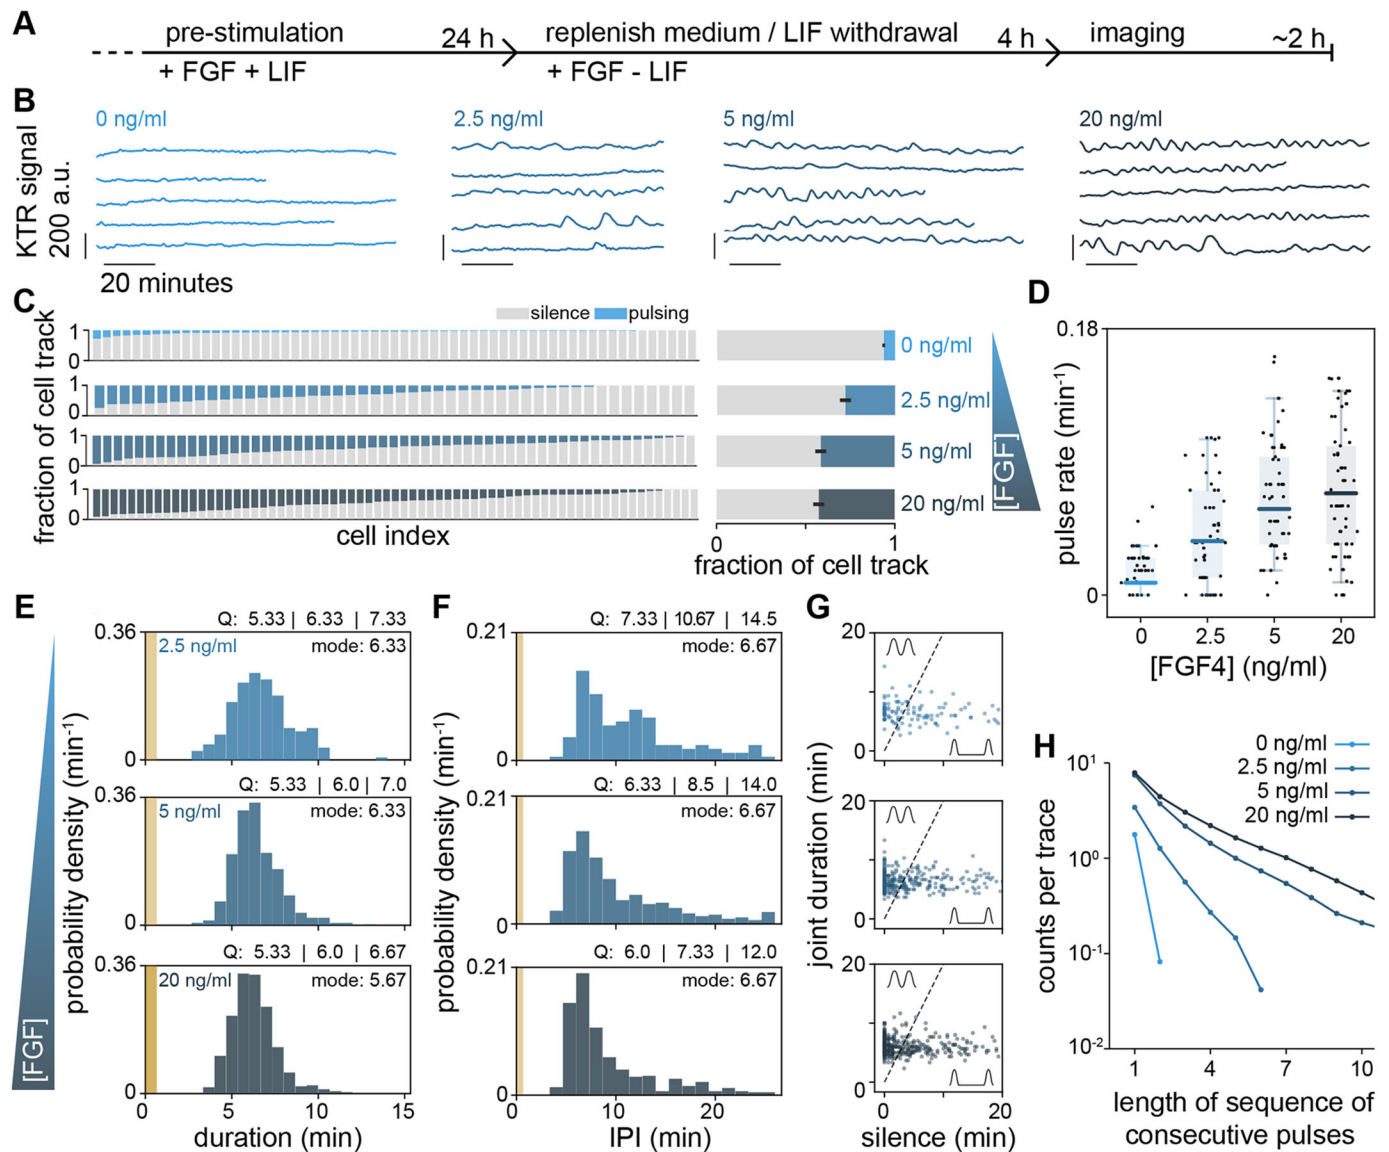 A
pre-stimulation 24 h replenish medium / LIF withdrawal 4 h imaging ~2 h
+ FGF + LIF + FGF - LIF
B
0 ng/ml 2.5 ng/ml 5 ng/ml 20 ng/ml
KTR signal
200 a.u.
20 minutes
C
silence pulsing
fraction of cell track
1
0
1
0
1
0
1
0
cell index
0 ng/ml
2.5 ng/ml
5 ng/ml
20 ng/ml
[FGF]
0 1
fraction of cell track
D
0.18
0
pulse rate (min⁻¹)
0 2.5 5 20
[FGF4] (ng/ml)
E
[FGF]
probability density (min⁻¹)
Q: 5.33 | 6.33 | 7.33
0.36
2.5 ng/ml mode: 6.33
0
Q: 5.33 | 6.0 | 7.0
0.36
5 ng/ml mode: 6.33
0
Q: 5.33 | 6.0 | 6.67
0.36
20 ng/ml mode: 5.67
0
0 5 10 15
duration (min)
F
probability density (min⁻¹)
Q: 7.33 | 10.67 | 14.5
0.21
mode: 6.67
0
Q: 6.33 | 8.5 | 14.0
0.21
mode: 6.67
0
Q: 6.0 | 7.33 | 12.0
0.21
mode: 6.67
0
0 10 20
IPI (min)
G
joint duration (min)
20
0
20
0
20
0
0 20
silence (min)
H
0 ng/ml
2.5 ng/ml
5 ng/ml
20 ng/ml
counts per trace
10¹
10⁰
10⁻¹
10⁻²
1 4 7 10
length of sequence of
consecutive pulses